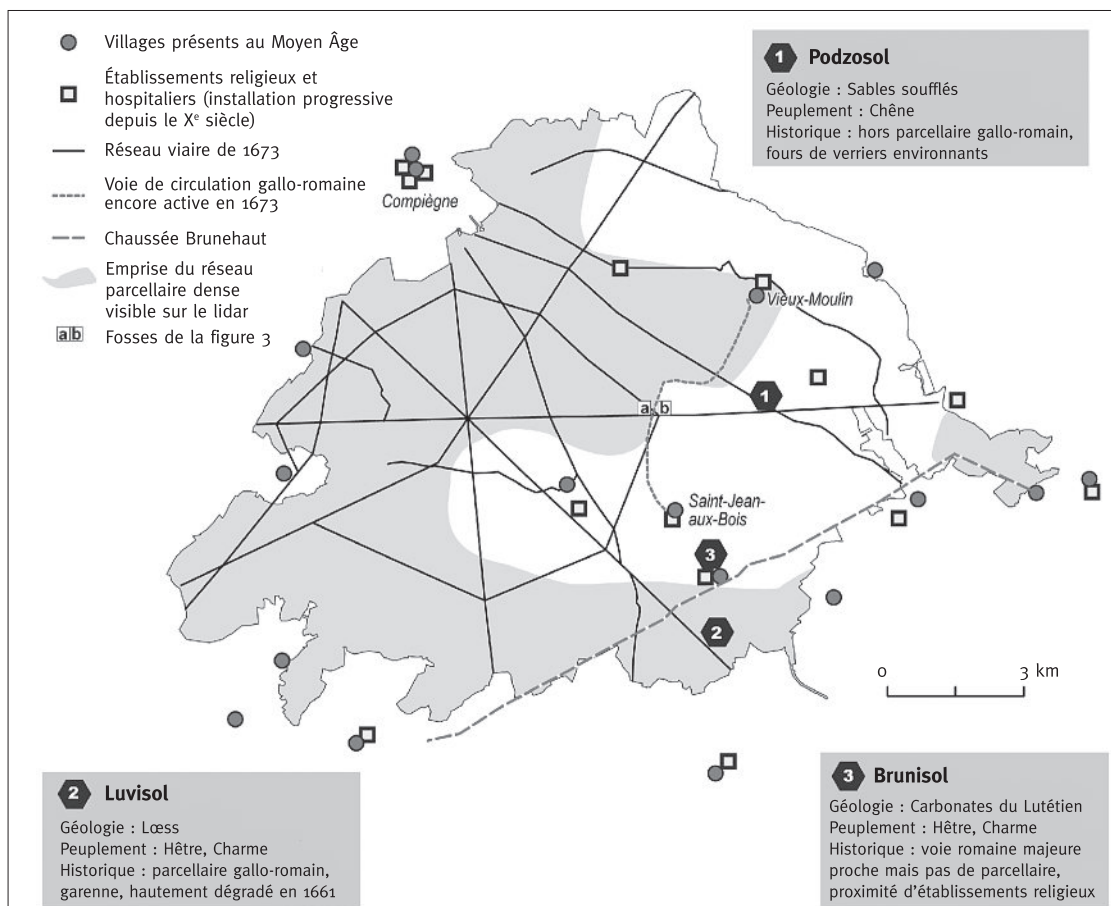 Villages présents au Moyen Âge
Établissements religieux et
hospitaliers (installation progressive
depuis le Xe siècle)
Réseau viaire de 1673
Voie de circulation gallo-romaine
encore active en 1673
Chaussée Brunehaut
Emprise du réseau
parcellaire dense
visible sur le lidar
a b Fosses de la figure 3
1 Podzosol
Géologie : Sables soufflés
Peuplement : Chêne
Historique : hors parcellaire gallo-romain,
fours de verriers environnants
Compiègne
Vieux-Moulin
1
a b
Saint-Jean-
aux-Bois
3
2
0 3 km
2 Luvisol
Géologie : Lœss
Peuplement : Hêtre, Charme
Historique : parcellaire gallo-romain,
garenne, hautement dégradé en 1661
3 Brunisol
Géologie : Carbonates du Lutétien
Peuplement : Hêtre, Charme
Historique : voie romaine majeure
proche mais pas de parcellaire,
proximité d'établissements religieux